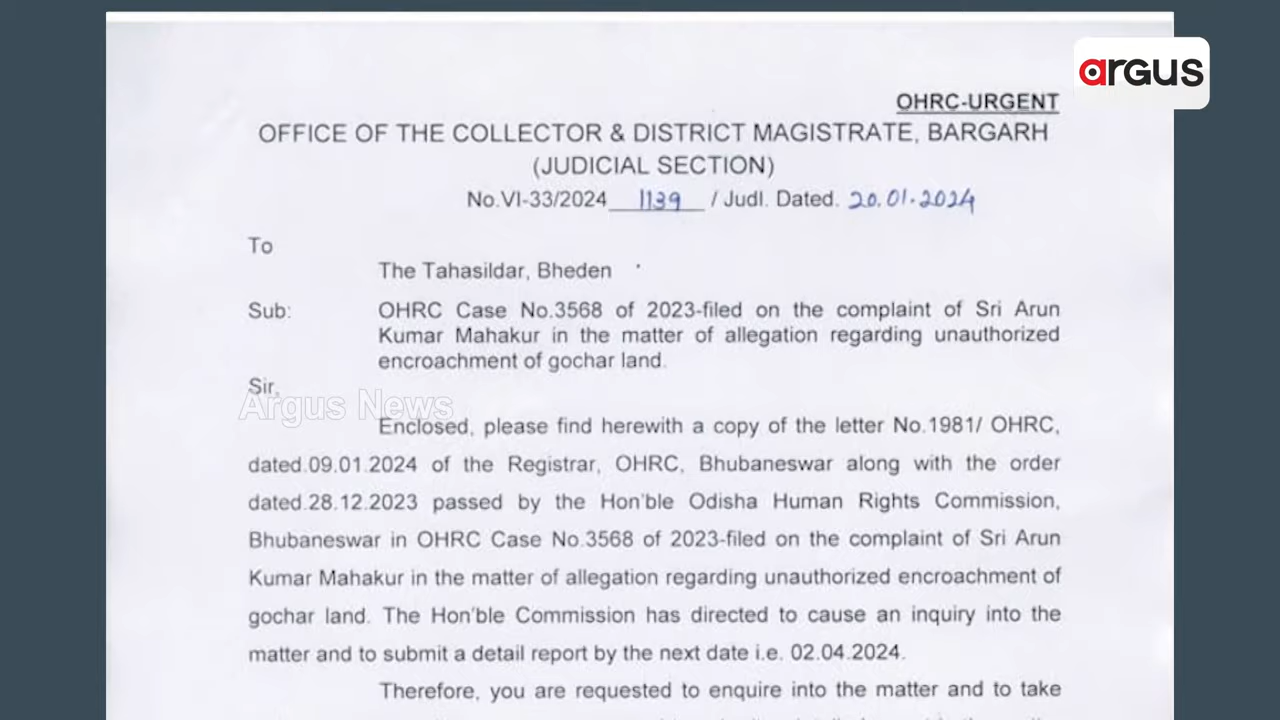 argus
OHRC-URGENT
OFFICE OF THE COLLECTOR & DISTRICT MAGISTRATE, BARGARH
(JUDICIAL SECTION)
No.VI-33/2024 1139 / Judl. Dated. 20.01.2024
To
The Tahasildar, Bheden
Sub: OHRC Case No.3568 of 2023-filed on the complaint of Sri Arun
Kumar Mahakur in the matter of allegation regarding unauthorized
encroachment of gochar land.
Sir,
Argus News
Enclosed, please find herewith a copy of the letter No.1981/ OHRC,
dated.09.01.2024 of the Registrar, OHRC, Bhubaneswar along with the order
dated.28.12.2023 passed by the Hon'ble Odisha Human Rights Commission,
Bhubaneswar in OHRC Case No.3568 of 2023-filed on the complaint of Sri Arun
Kumar Mahakur in the matter of allegation regarding unauthorized encroachment of
gochar land. The Hon'ble Commission has directed to cause an inquiry into the
matter and to submit a detail report by the next date i.e. 02.04.2024.
Therefore, you are requested to enquire into the matter and to take